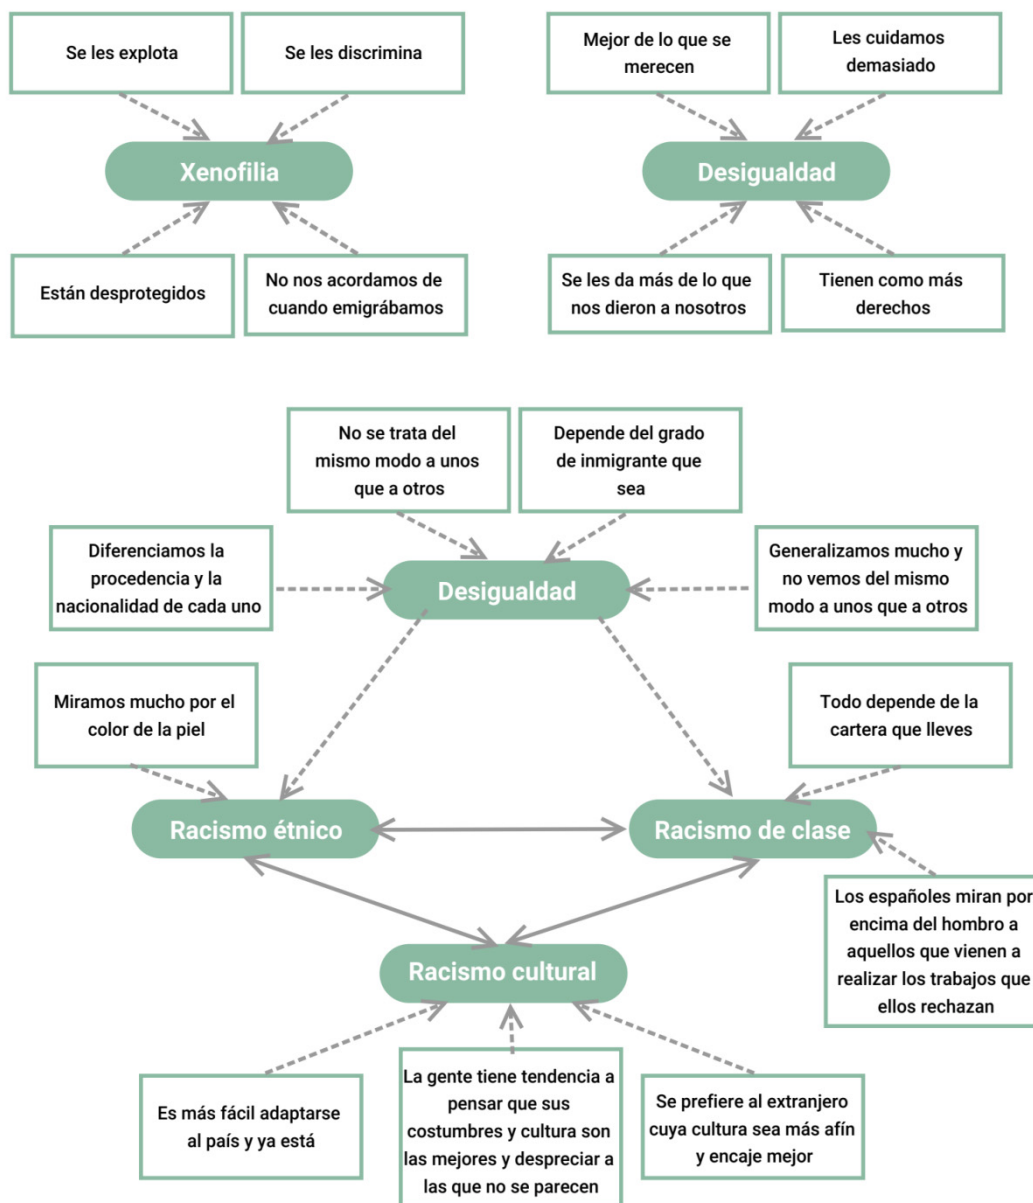 Se les explota
Se les discrimina
Mejor de lo que se
merecen
Les cuidamos
demasiado
Xenofilia
Desigualdad
Están desprotegidos
No nos acordamos de
cuando emigrábamos
Se les da más de lo que
nos dieron a nosotros
Tienen como más
derechos
No se trata del
mismo modo a unos
que a otros
Depende del grado
de inmigrante que
sea
Diferenciamos la
procedencia y la
nacionalidad de cada uno
Desigualdad
Generalizamos mucho y
no vemos del mismo
modo a unos que a otros
Miramos mucho por el
color de la piel
Todo depende de la
cartera que lleves
Racismo étnico
Racismo de clase
Los españoles miran por
encima del hombro a
aquellos que vienen a
realizar los trabajos que
ellos rechazan
Racismo cultural
Es más fácil adaptarse
al país y ya está
La gente tiene tendencia a
pensar que sus
costumbres y cultura son
las mejores y despreciar a
las que no se parecen
Se prefiere al extranjero
cuya cultura sea más afín
y encaje mejor